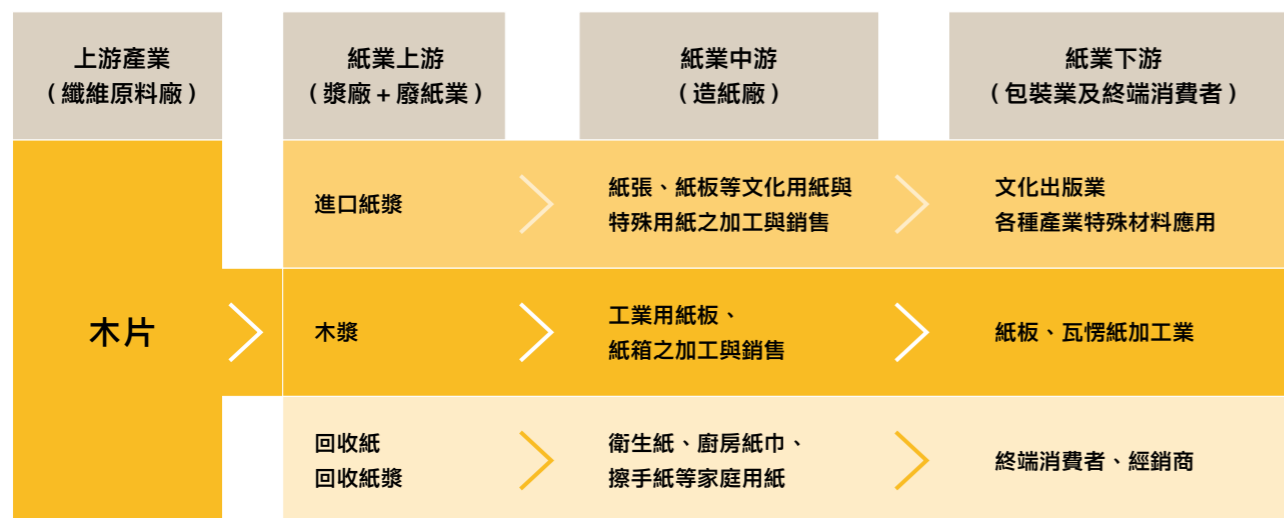 上游產業
（纖維原料廠）
紙業上游
（漿廠 + 廢紙業）
紙業中游
（造紙廠）
紙業下游
（包裝業及終端消費者）
木片
進口紙漿
紙張、紙板等文化用紙與
特殊用紙之加工與銷售
文化出版業
各種產業特殊材料應用
木漿
工業用紙板、
紙箱之加工與銷售
紙板、瓦愣紙加工業
回收紙
回收紙漿
衛生紙、廚房紙巾、
擦手紙等家庭用紙
終端消費者、經銷商